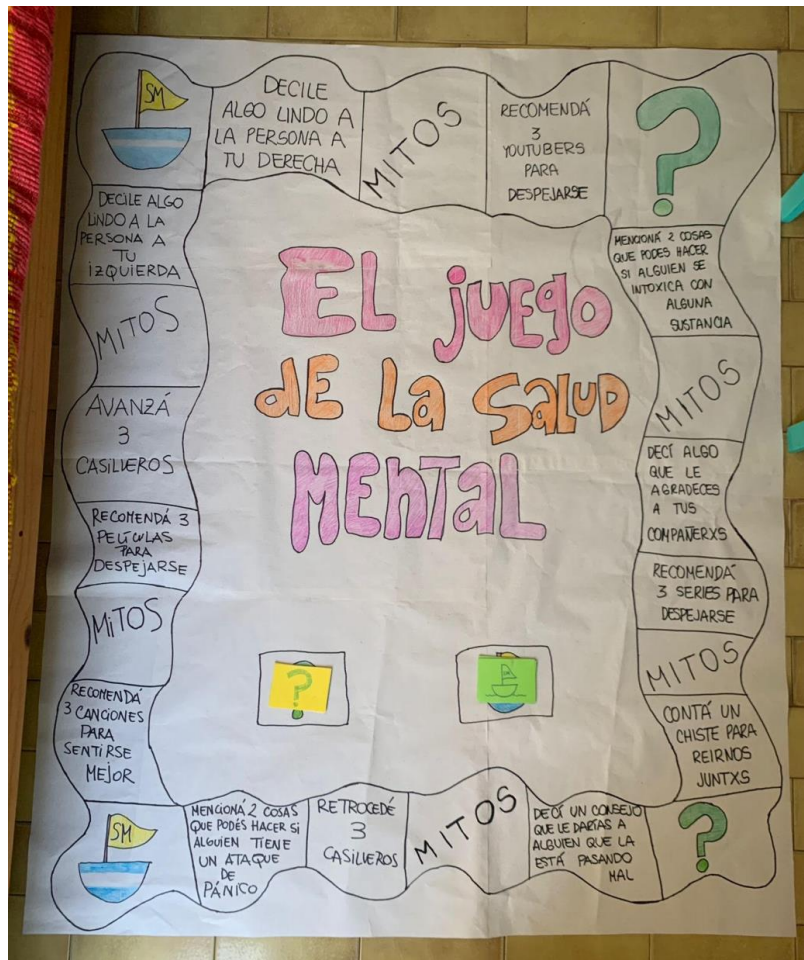 SM
DECILE
ALGO LINDO A
LA PERSONA A
TU DERECHA
MITOS
RECOMENDÁ
3
YOUTUBERS
PARA
DESPEJARSE
?
MENCIONÁ 2 COSAS
QUE PODES HACER
SI ALGUIEN SE
INTOXICA CON
ALGUNA
SUSTANCIA
MITOS
DECÍ ALGO
QUE LE
AGRADECES
A TUS
COMPAÑERXS
RECOMENDÁ
3 SERIES PARA
DESPEJARSE
MITOS
CONTÁ UN
CHISTE PARA
REIRNOS
JUNTXS
?
DECÍ UN CONSEJO
QUE LE DARÍAS A
ALGUIEN QUE LA
ESTÁ PASANDO
MAL
MITOS
RETROCEDÉ
3
CASILLEROS
MENCIONÁ 2 COSAS
QUE PODÉS HACER SI
ALGUIEN TIENE
UN ATAQUE
DE
PÁNICO
SM
RECOMENDÁ
3 CANCIONES
PARA
SENTIRSE
MEJOR
MITOS
RECOMENDÁ 3
PELÍCULAS
PARA
DESPEJARSE
AVANZÁ
3
CASILLEROS
MITOS
DECILE ALGO
LINDO A LA
PERSONA A
TU
IZQUIERDA
EL JUEGO
DE LA SALUD
MENTAL
?